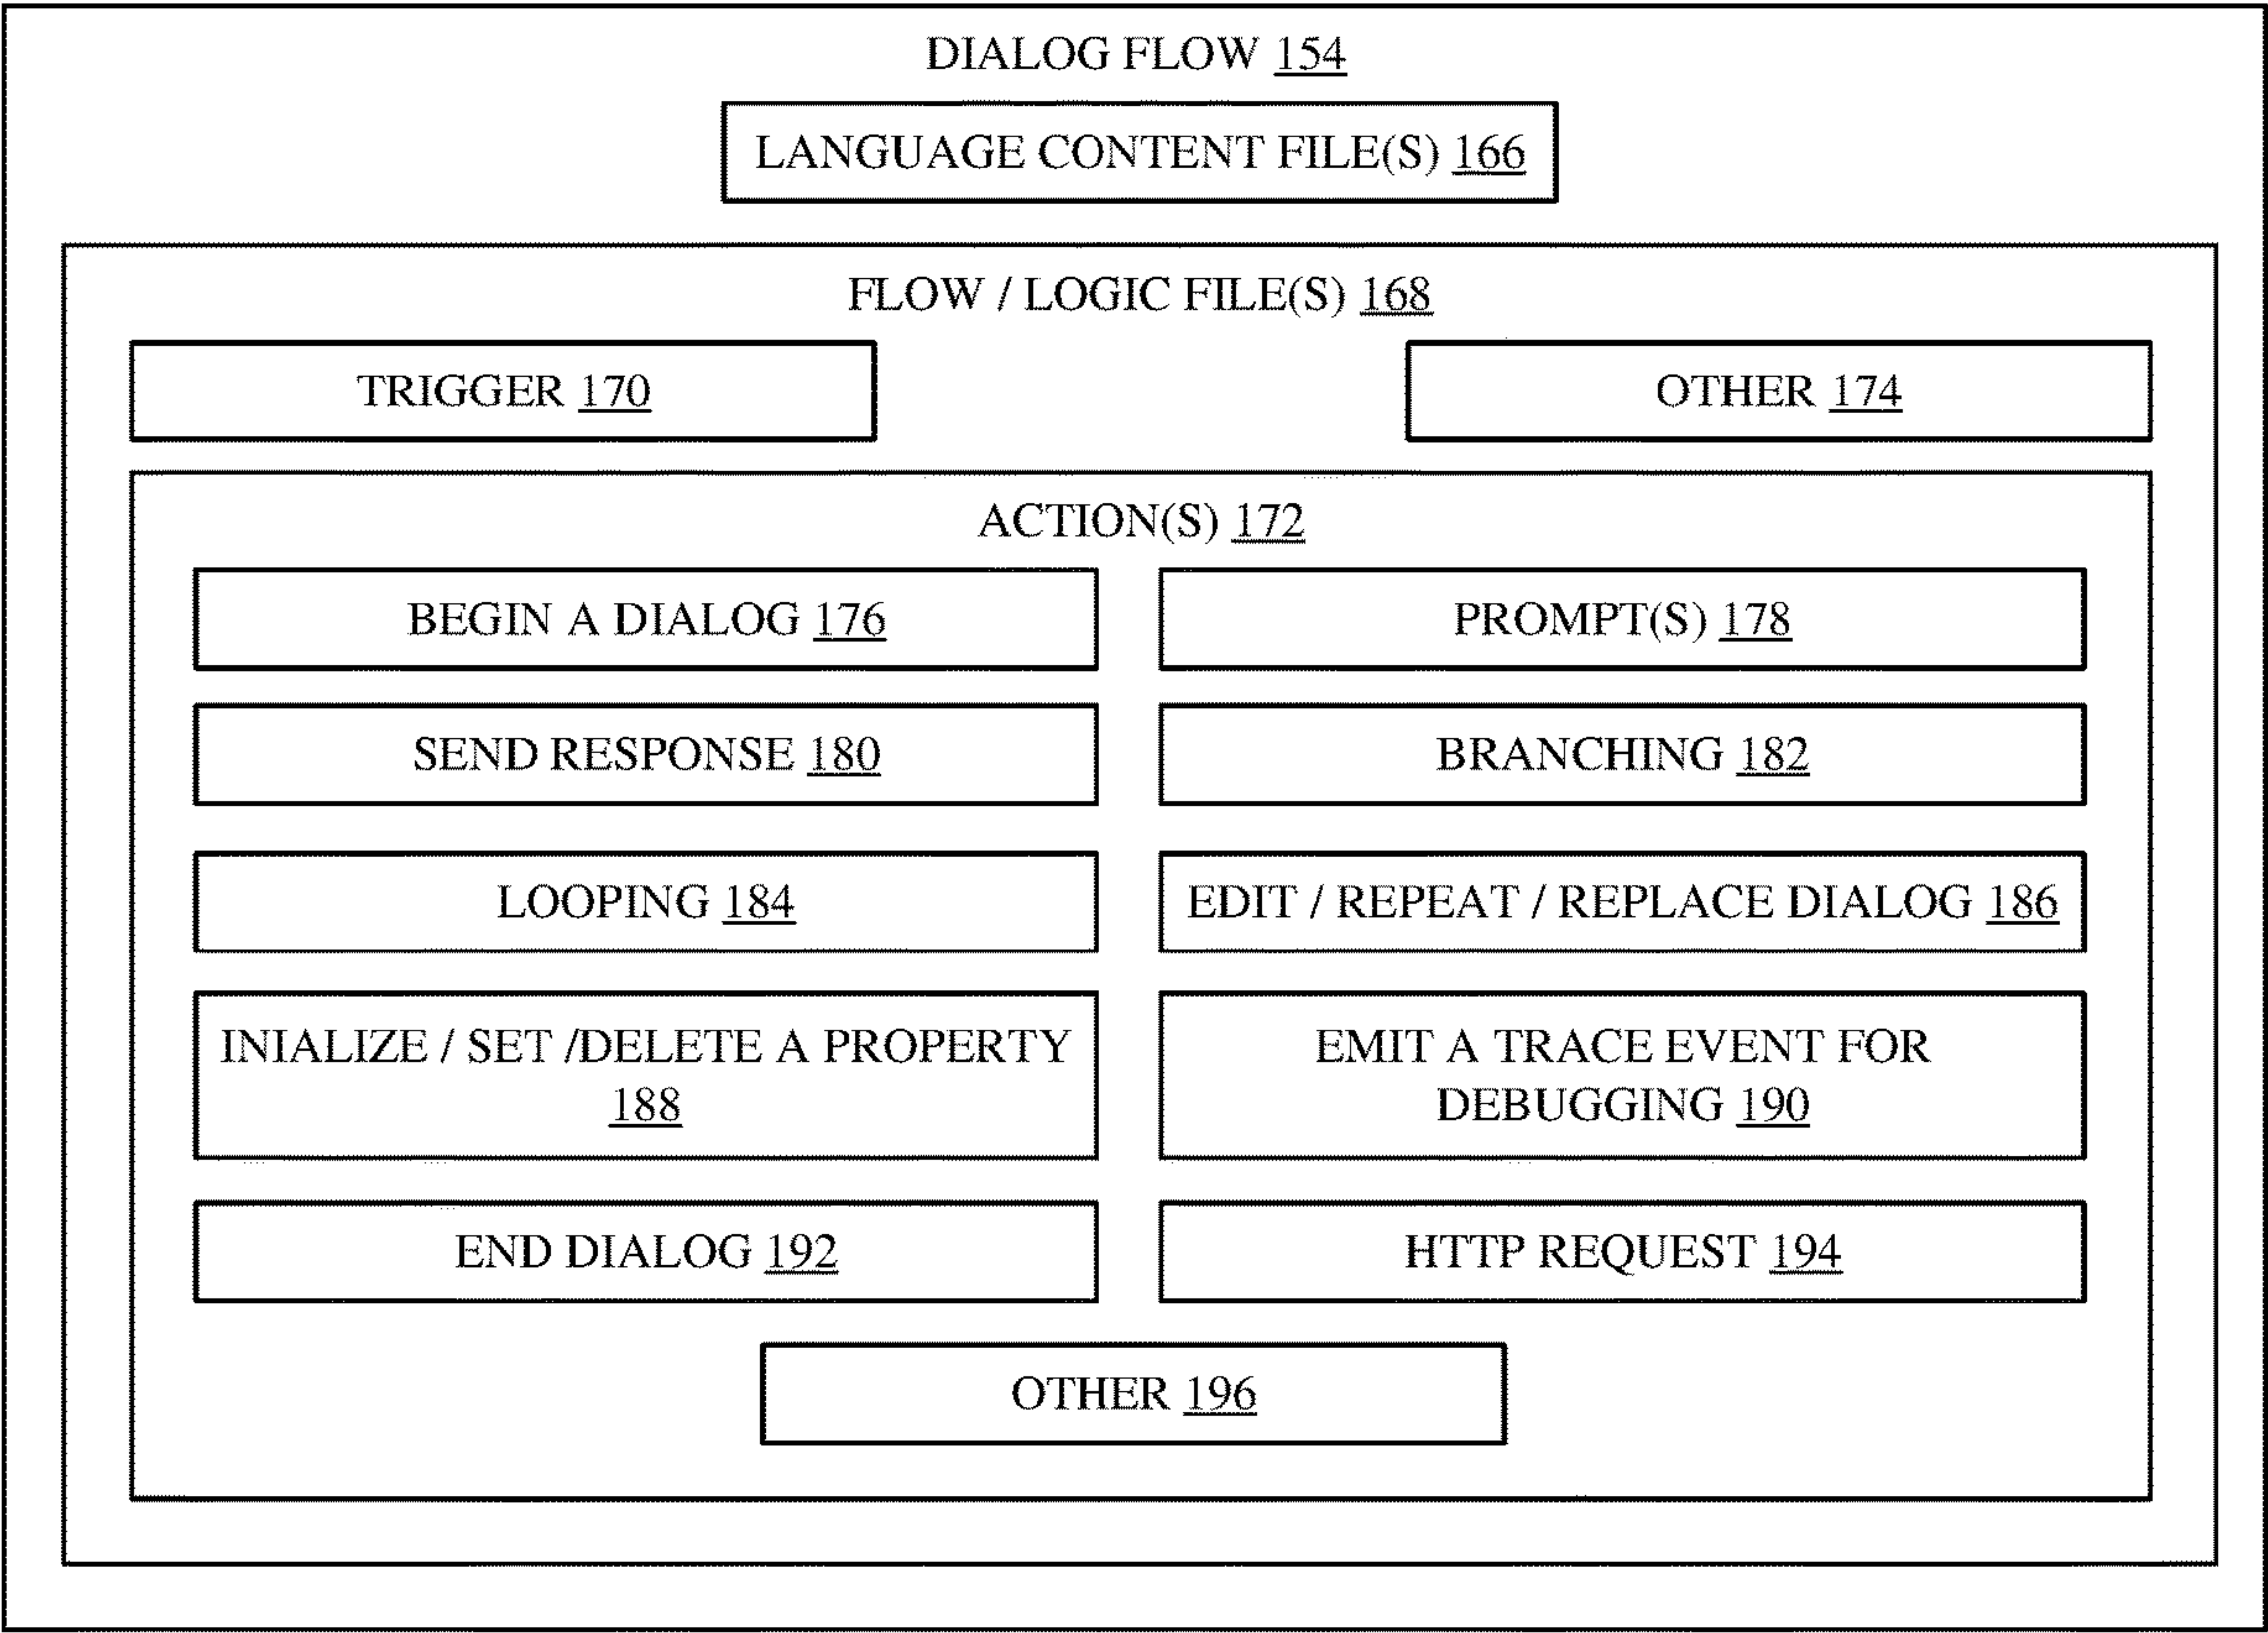 DIALOG FLOW 154
LANGUAGE CONTENT FILE(S) 166
FLOW / LOGIC FILE(S) 168
TRIGGER 170
OTHER 174
ACTION(S) 172
BEGIN A DIALOG 176
PROMPT(S) 178
SEND RESPONSE 180
BRANCHING 182
LOOPING 184
EDIT / REPEAT / REPLACE DIALOG 186
INIALIZE / SET /DELETE A PROPERTY
188
EMIT A TRACE EVENT FOR
DEBUGGING 190
END DIALOG 192
HTTP REQUEST 194
OTHER 196